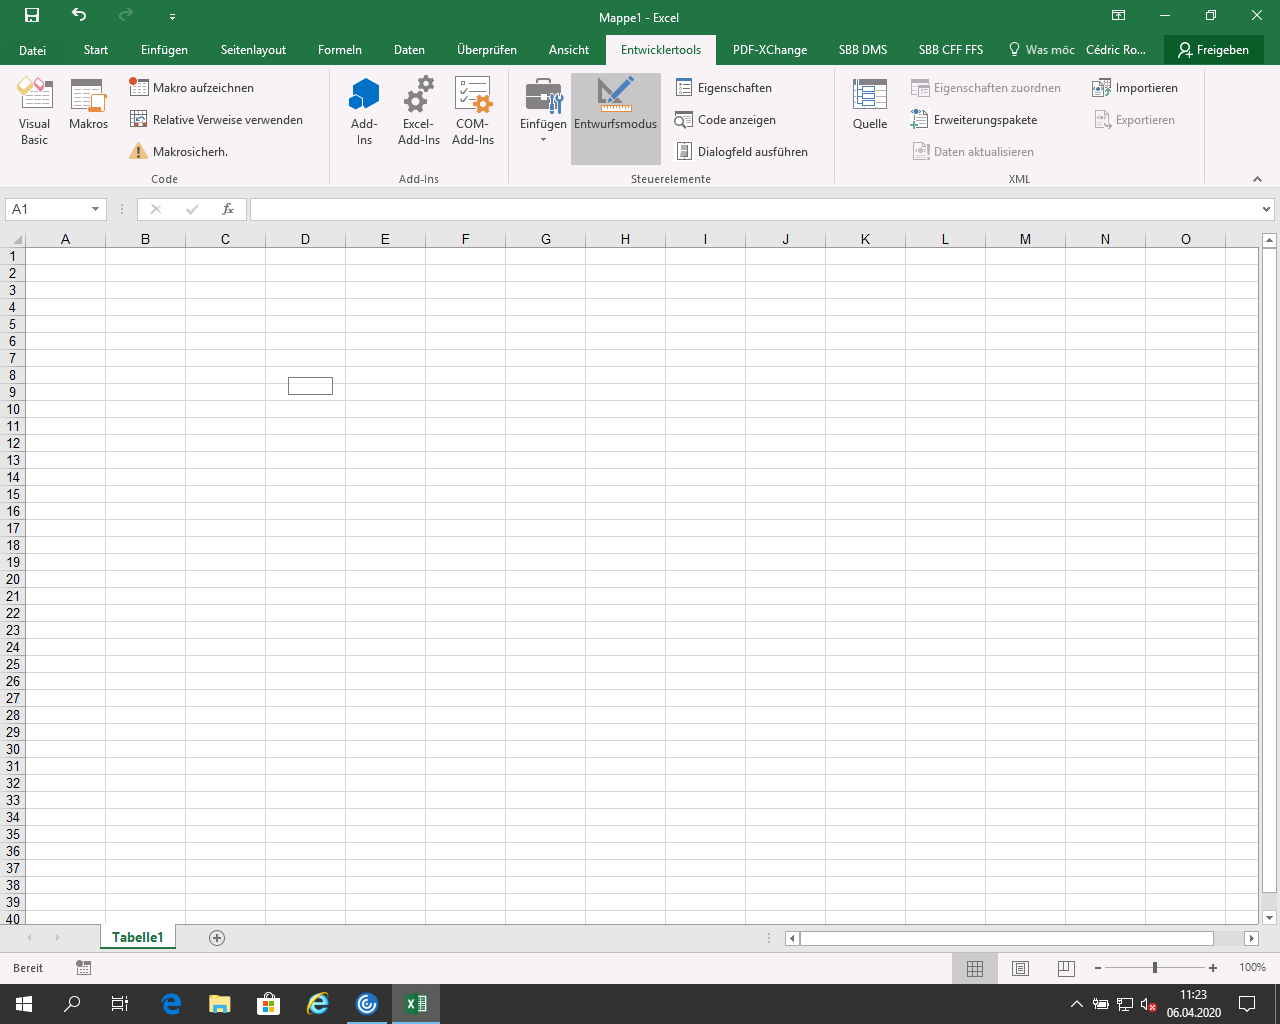 Mappe1 - Excel
Datei Start Einfügen Seitenlayout Formeln Daten Überprüfen Ansicht Entwicklertools PDF-XChange SBB DMS SBB CFF FFS Was möc Cédric Ro... Freigeben
Visual Basic
Makros
Makro aufzeichnen
Relative Verweise verwenden
Makrosicherh.
Code
Add-Ins
Excel-Add-Ins
COM-Add-Ins
Add-Ins
Einfügen
Entwurfsmodus
Eigenschaften
Code anzeigen
Dialogfeld ausführen
Steuerelemente
Quelle
Eigenschaften zuordnen
Erweiterungspakete
Daten aktualisieren
Importieren
Exportieren
XML
A1 fx
A B C D E F G H I J K L M N O
1
2
3
4
5
6
7
8
9
10
11
12
13
14
15
16
17
18
19
20
21
22
23
24
25
26
27
28
29
30
31
32
33
34
35
36
37
38
39
40
Tabelle1
Bereit 100%
11:23
06.04.2020